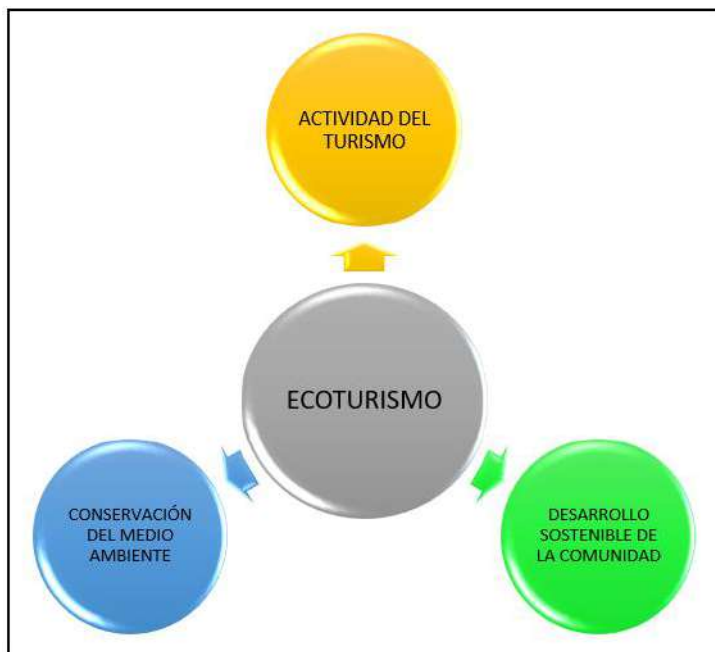 ACTIVIDAD DEL
TURISMO
ECOTURISMO
CONSERVACIÓN
DEL MEDIO
AMBIENTE
DESARROLLO
SOSTENIBLE DE
LA COMUNIDAD